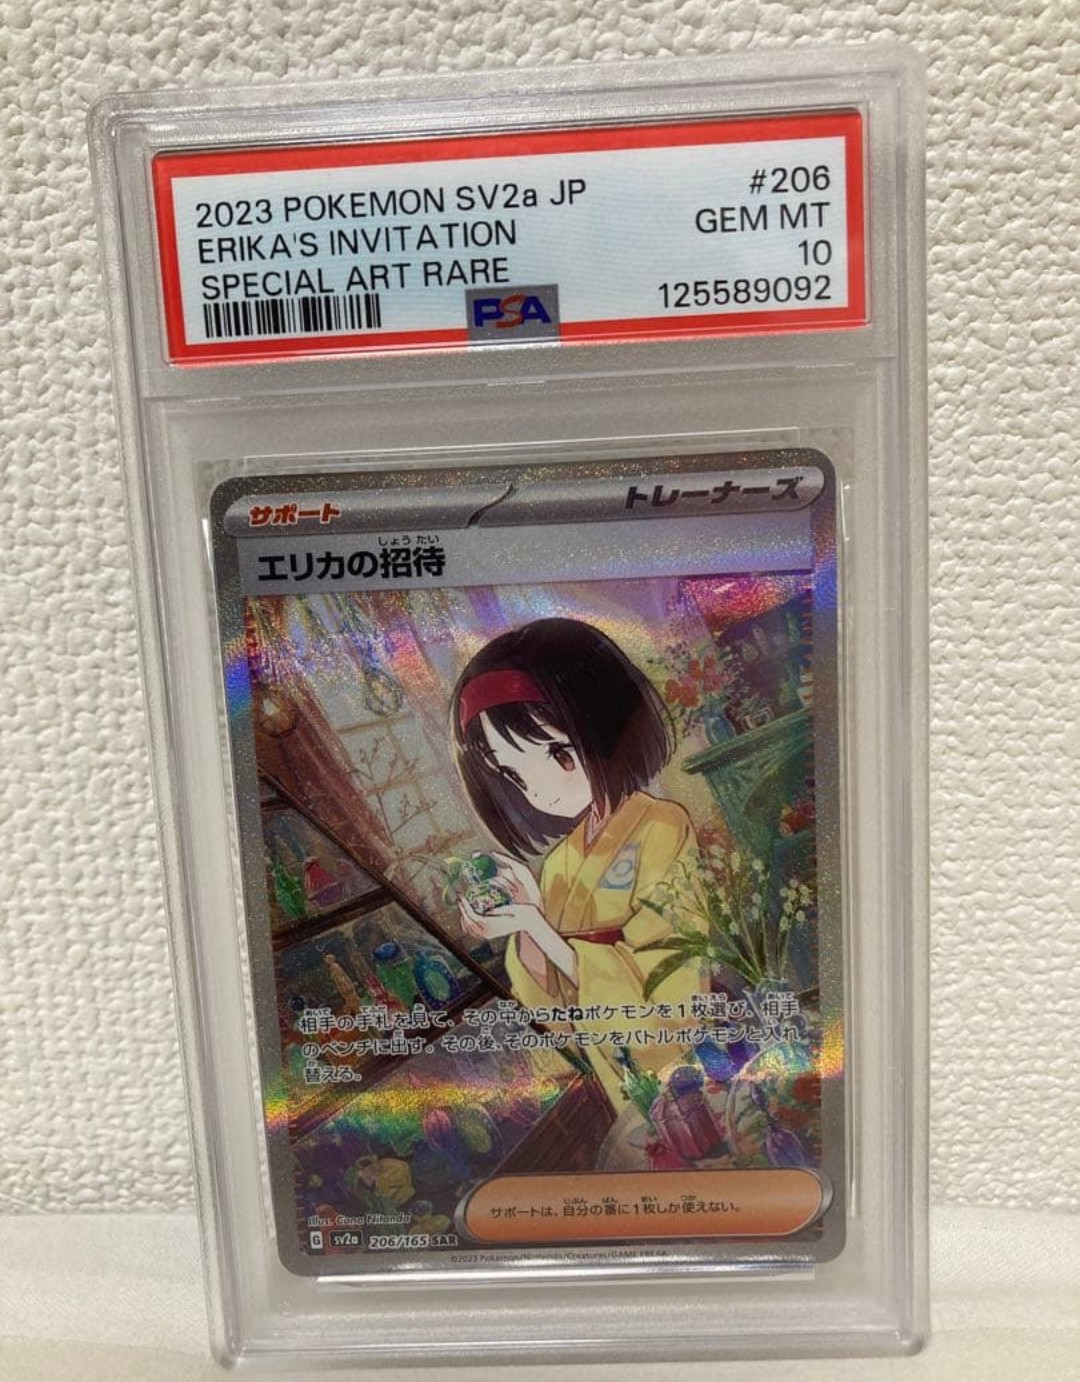 2023 POKEMON SV2a JP
ERIKA'S INVITATION
SPECIAL ART RARE
#206
GEM MT
10
125589092
PSA
サポート
トレーナーズ
しょうたい
エリカの招待
相手の手札を見て、その中からたねポケモンを1枚選び、相手
のベンチに出す。その後、そのポケモンをバトルポケモンと入れ
替える。
サポートは、自分の番に1枚しか使えない。
Illus. Cona Nitanda
G sv2a 206/165 SAR
©2023 Pokémon/Nintendo/Creatures/GAME FREAK